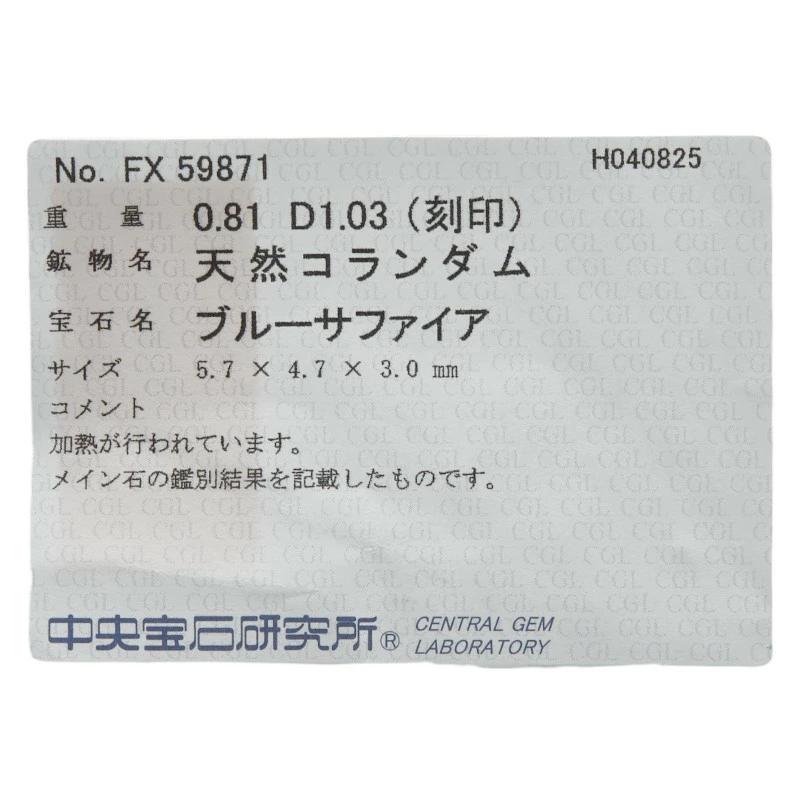 No. FX 59871 H040825
重量 0.81 D1.03 (刻印)
鉱物名 天然コランダム
宝石名 ブルーサファイア
サイズ 5.7 × 4.7 × 3.0 mm
コメント
加熱が行われています。
メイン石の鑑別結果を記載したものです。
中央宝石研究所® CENTRAL GEM
LABORATORY